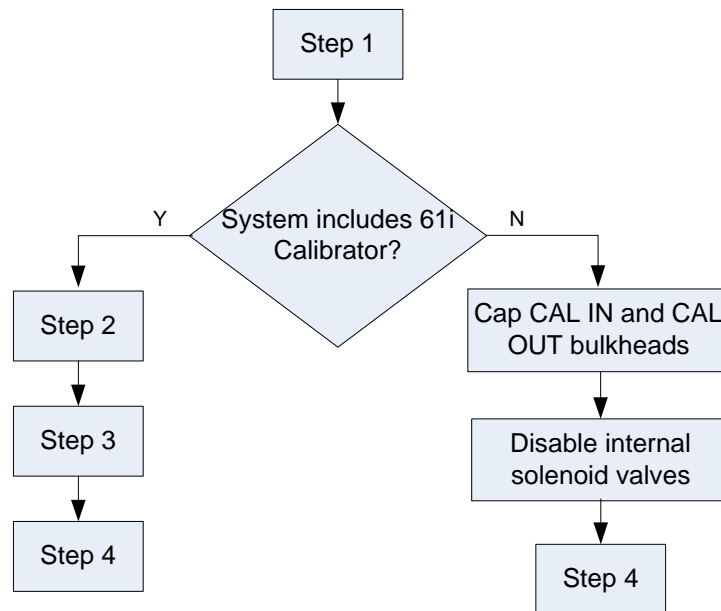 Step 1
System includes 61i
Calibrator?
Y
N
Step 2
Step 3
Step 4
Cap CAL IN and CAL
OUT bulkheads
Disable internal
solenoid valves
Step 4